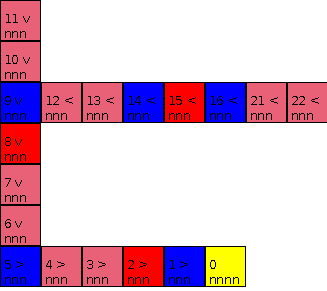 11 v
nnn
10 v
nnn
9 v 12 < 13 < 14 < 15 < 16 < 21 < 22 <
nnn nnn nnn nnn nnn nnn nnn nnn
8 v
nnn
7 v
nnn
6 v
nnn
5 > 4 > 3 > 2 > 1 > 0
nnn nnn nnn nnn nnn nnnn